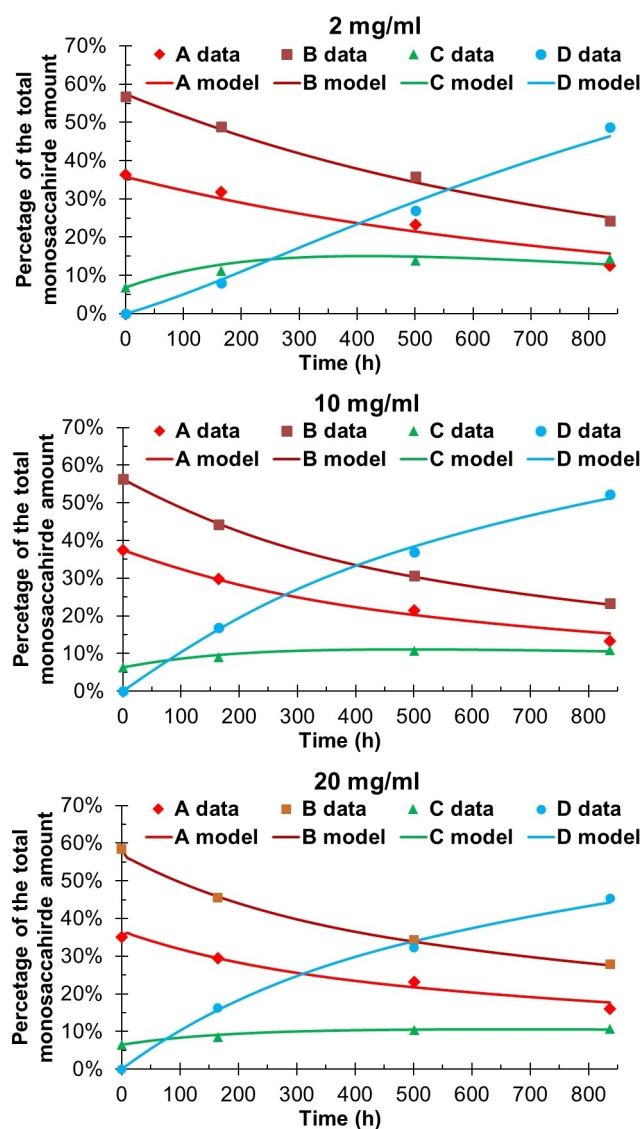 2 mg/ml
A data B data C data D data
A model B model C model D model
Percetage of the total
monosaccahirde amount
70%
60%
50%
40%
30%
20%
10%
0%
0 100 200 300 400 500 600 700 800
Time (h)
10 mg/ml
A data B data C data D data
A model B model C model D model
Percetage of the total
monosaccahirde amount
70%
60%
50%
40%
30%
20%
10%
0%
0 100 200 300 400 500 600 700 800
Time (h)
20 mg/ml
A data B data C data D data
A model B model C model D model
Percetage of the total
monosaccahirde amount
70%
60%
50%
40%
30%
20%
10%
0%
0 100 200 300 400 500 600 700 800
Time (h)